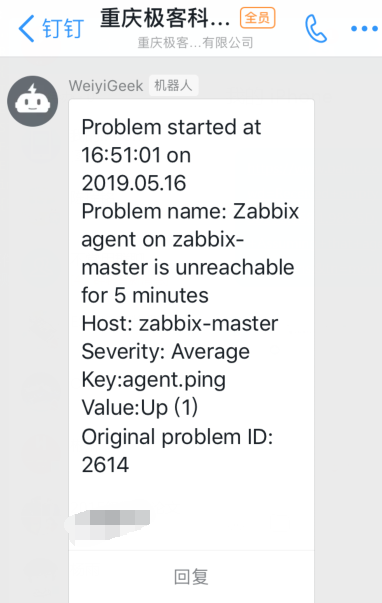 钉钉
重庆极客科... 全员
重庆极客...有限公司
WeiyiGeek 机器人
Problem started at
16:51:01 on
2019.05.16
Problem name: Zabbix
agent on zabbix-
master is unreachable
for 5 minutes
Host: zabbix-master
Severity: Average
Key:agent.ping
Value:Up (1)
Original problem ID:
2614
回复